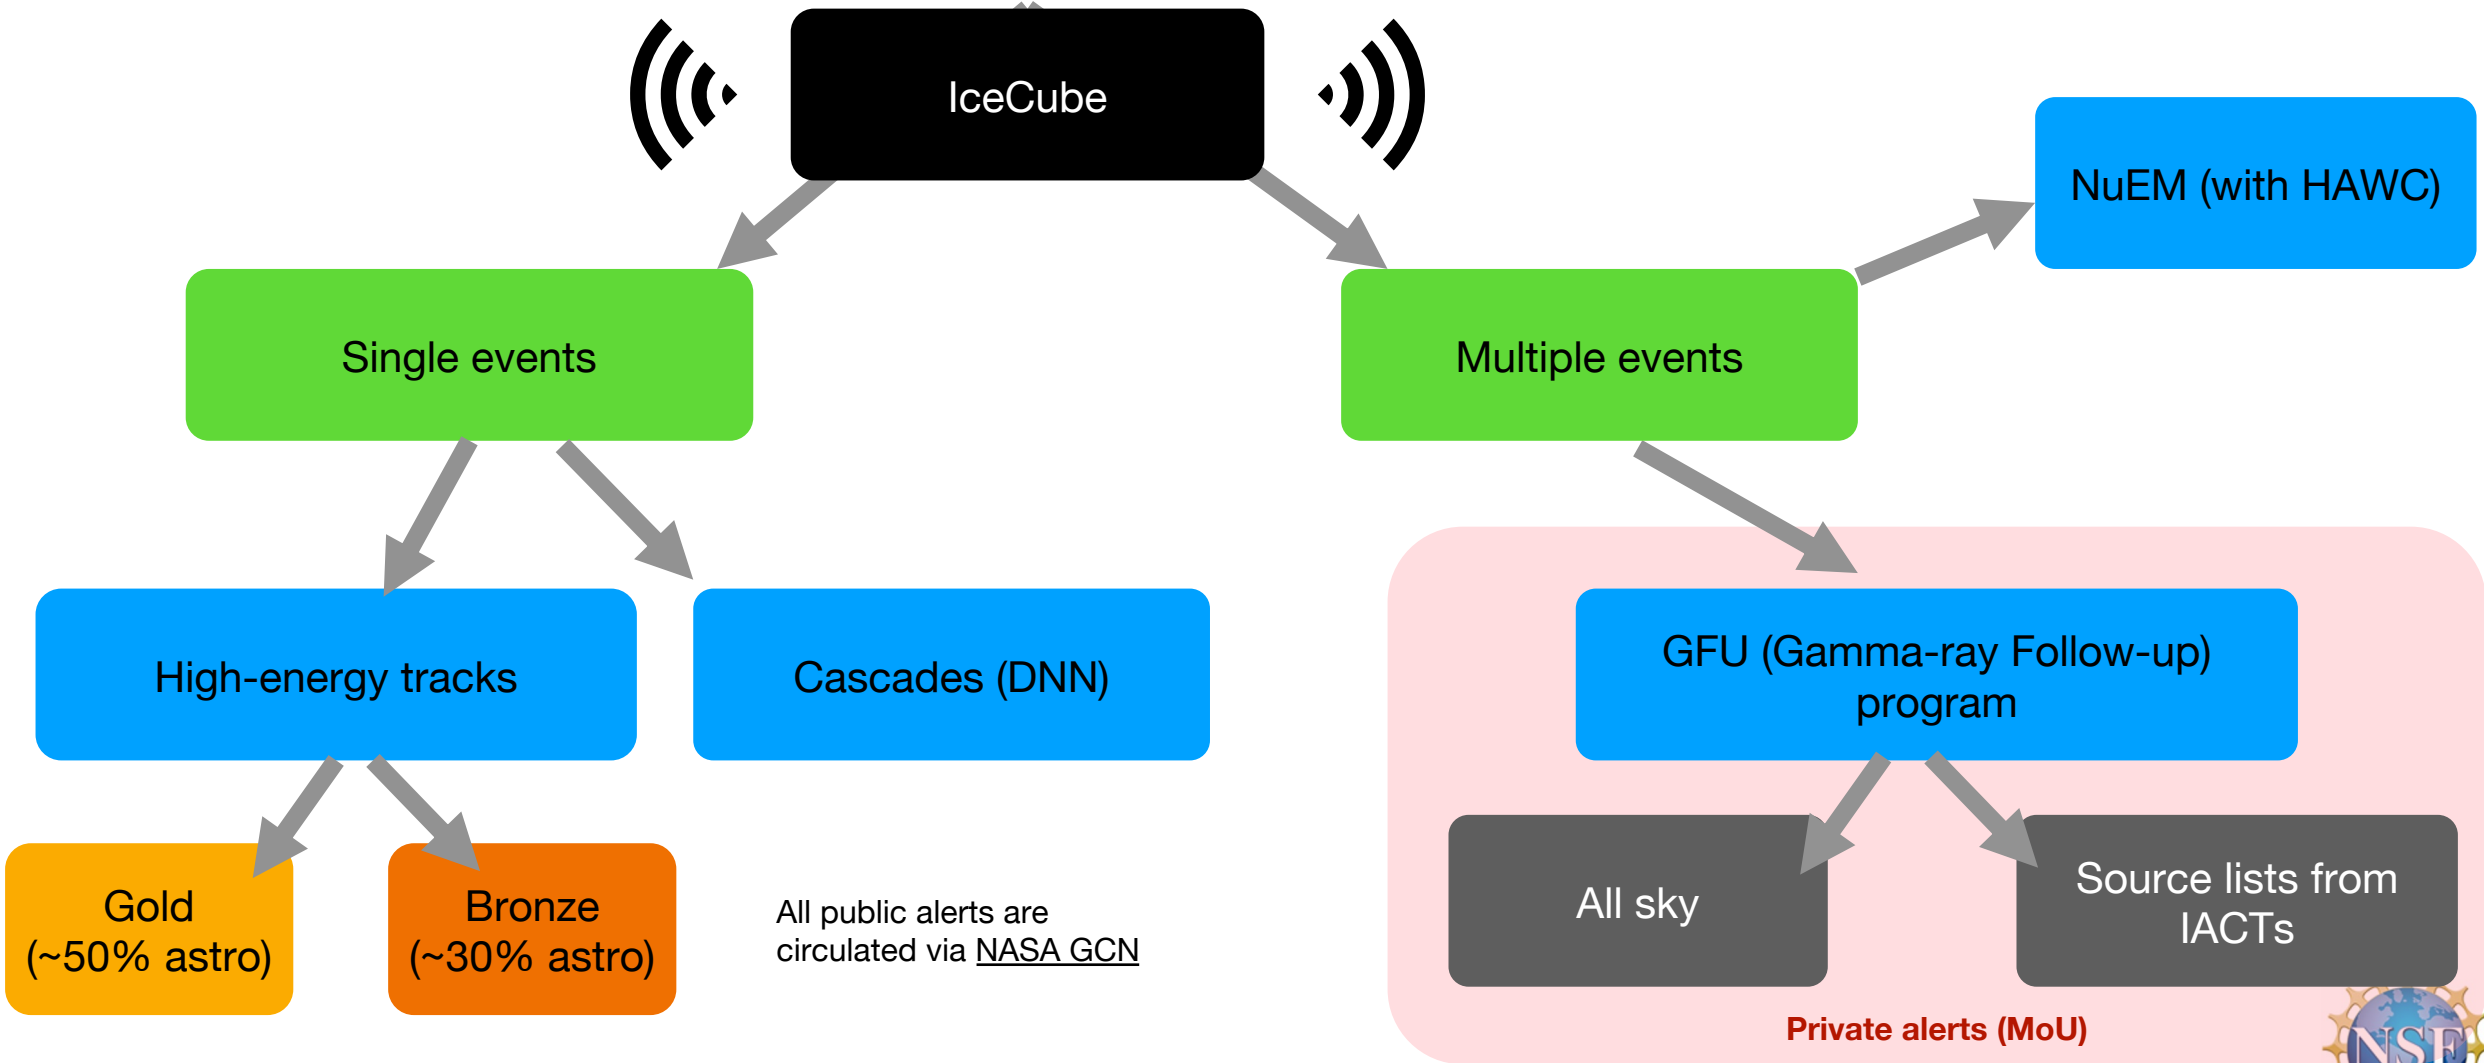 IceCube
NuEM (with HAWC)
Single events
Multiple events
High-energy tracks
Cascades (DNN)
GFU (Gamma-ray Follow-up)
program
Gold
(~50% astro)
Bronze
(~30% astro)
All public alerts are
circulated via NASA GCN
All sky
Source lists from
IACTs
Private alerts (MoU)
NSF